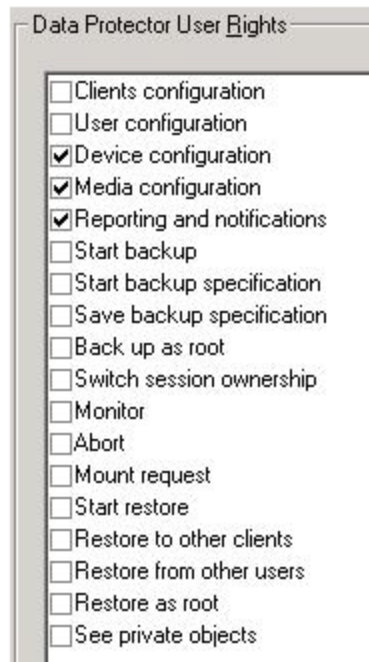 Data Protector User Rights
Clients configuration
User configuration
Device configuration
Media configuration
Reporting and notifications
Start backup
Start backup specification
Save backup specification
Back up as root
Switch session ownership
Monitor
Abort
Mount request
Start restore
Restore to other clients
Restore from other users
Restore as root
See private objects